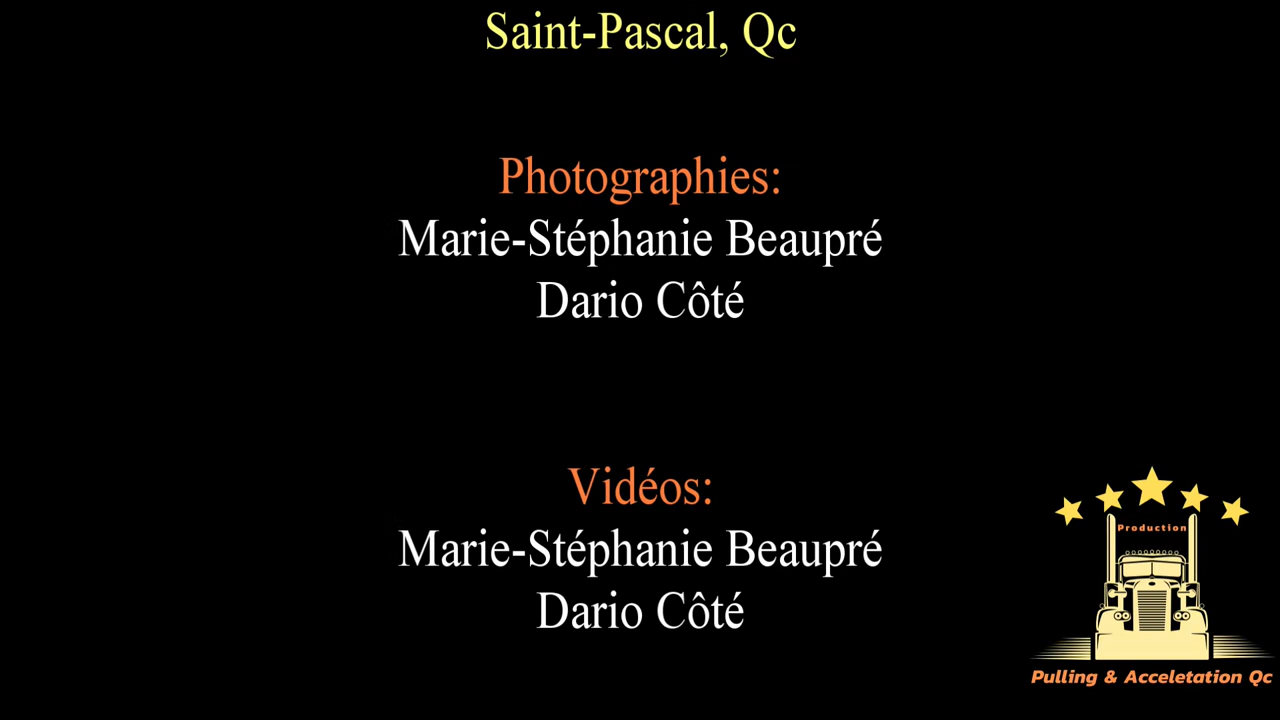 Saint-Pascal, Qc
Photographies:
Marie-Stéphanie Beaupré
Dario Côté
Vidéos:
Marie-Stéphanie Beaupré
Dario Côté
Production
Pulling & Acceletation Qc